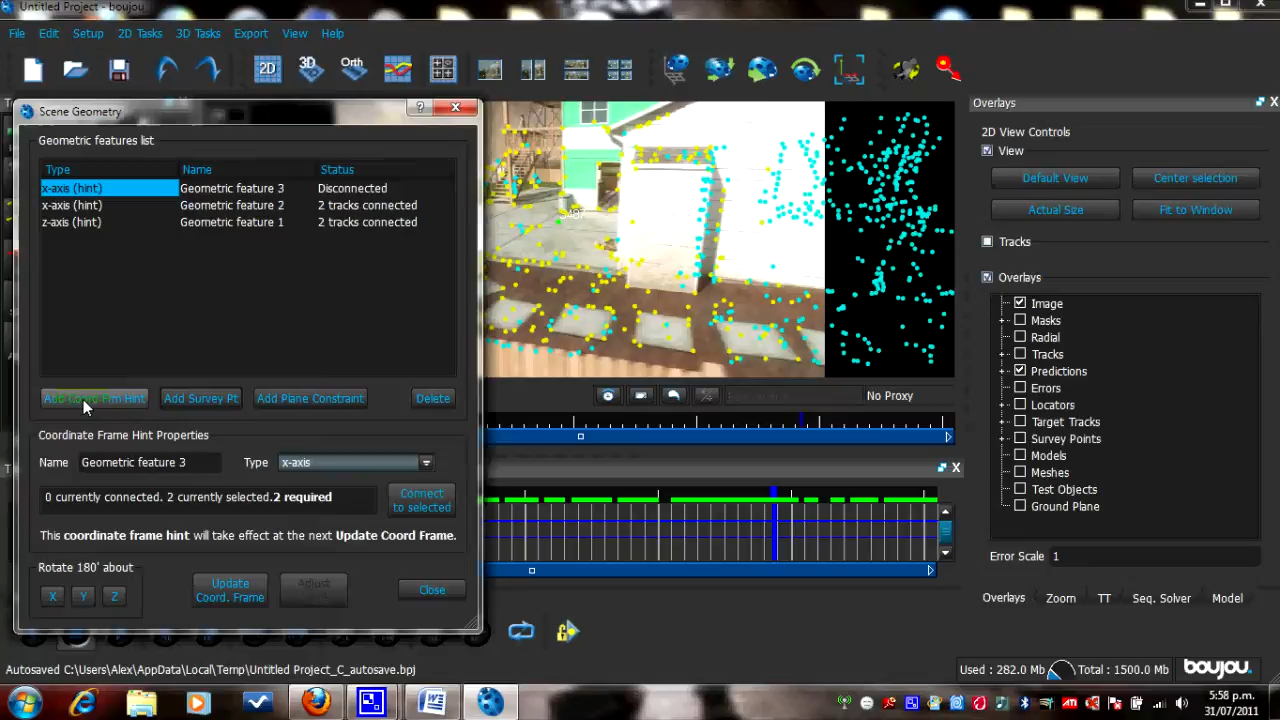 Untitled Project* - boujou
File Edit Setup 2D Tasks 3D Tasks Export View Help
2D 3D Orth
Scene Geometry
Geometric features list
Type Name Status
x-axis (hint) Geometric feature 3 Disconnected
x-axis (hint) Geometric feature 2 2 tracks connected
z-axis (hint) Geometric feature 1 2 tracks connected
Add Coord Frm Hint Add Survey Pt Add Plane Constraint Delete
Coordinate Frame Hint Properties
Name Geometric feature 3 Type x-axis
0 currently connected. 2 currently selected.2 required
Connect to selected
This coordinate frame hint will take effect at the next Update Coord Frame.
Rotate 180° about
X Y Z
Update Coord. Frame
Adjust
Close
No Proxy
Overlays
2D View Controls
View
Default View Center selection
Actual Size Fit to Window
Tracks
Overlays
Image
Masks
Radial
Tracks
Predictions
Errors
Locators
Target Tracks
Survey Points
Models
Meshes
Test Objects
Ground Plane
Error Scale 1
Overlays Zoom TT Seq. Solver Model
Autosaved C:\Users\Alex\AppData\Local\Temp\Untitled Project_C_autosave.bpj
Used : 282.0 Mb Total : 1500.0 Mb
boujou
5:58 p.m.
31/07/2011